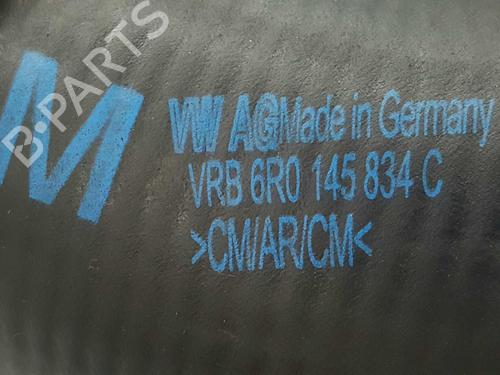 B-PARTS
M
VW AG Made in Germany
VRB 6R0 145 834 C
>CM/AR/CM<